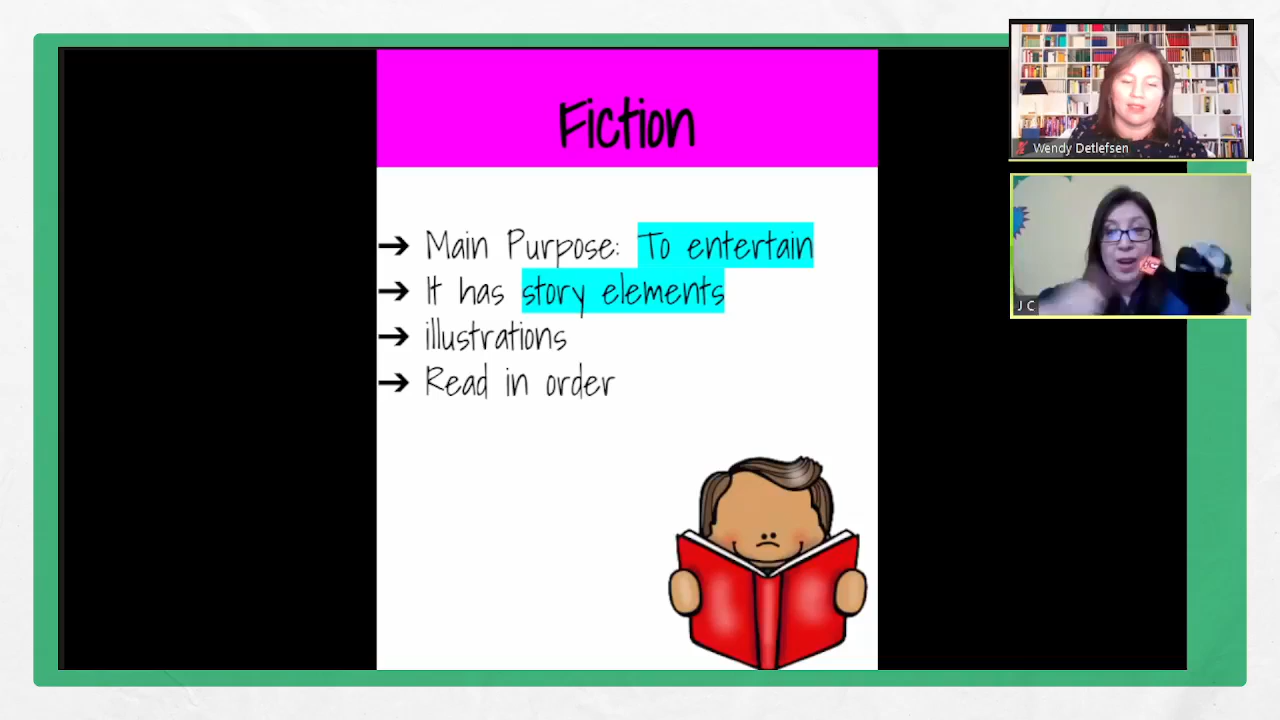 Fiction
➔ Main Purpose: To entertain
➔ It has story elements
➔ illustrations
➔ Read in order
Wendy Detlefsen
J C